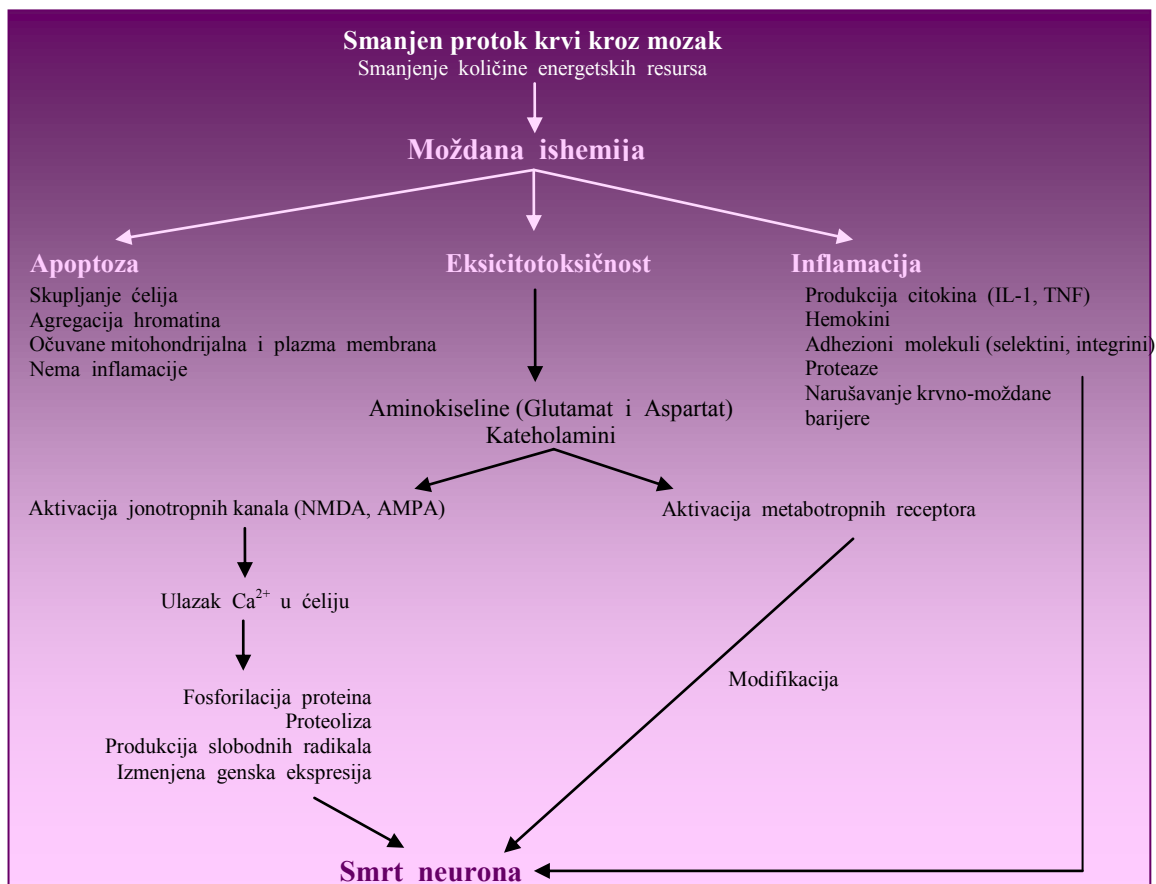 Smanjen protok krvi kroz mozak
Smanjenje količine energetskih resursa
Moždana ishemija
Apoptoza
Skupljanje ćelija
Agregacija hromatina
Očuvane mitohondrijalna i plazma membrana
Nema inflamacije
Eksicitotoksičnost
Inflamacija
Produkcija citokina (IL-1, TNF)
Hemokini
Adhezioni molekuli (selektini, integrini)
Proteaze
Narušavanje krvno-moždane
barijere
Aminokiseline (Glutamat i Aspartat)
Kateholamini
Aktivacija jonotropnih kanala (NMDA, AMPA)
Aktivacija metabotropnih receptora
Ulazak Ca²⁺ u ćeliju
Modifikacija
Fosforilacija proteina
Proteoliza
Produkcija slobodnih radikala
Izmenjena genska ekspresija
Smrt neurona